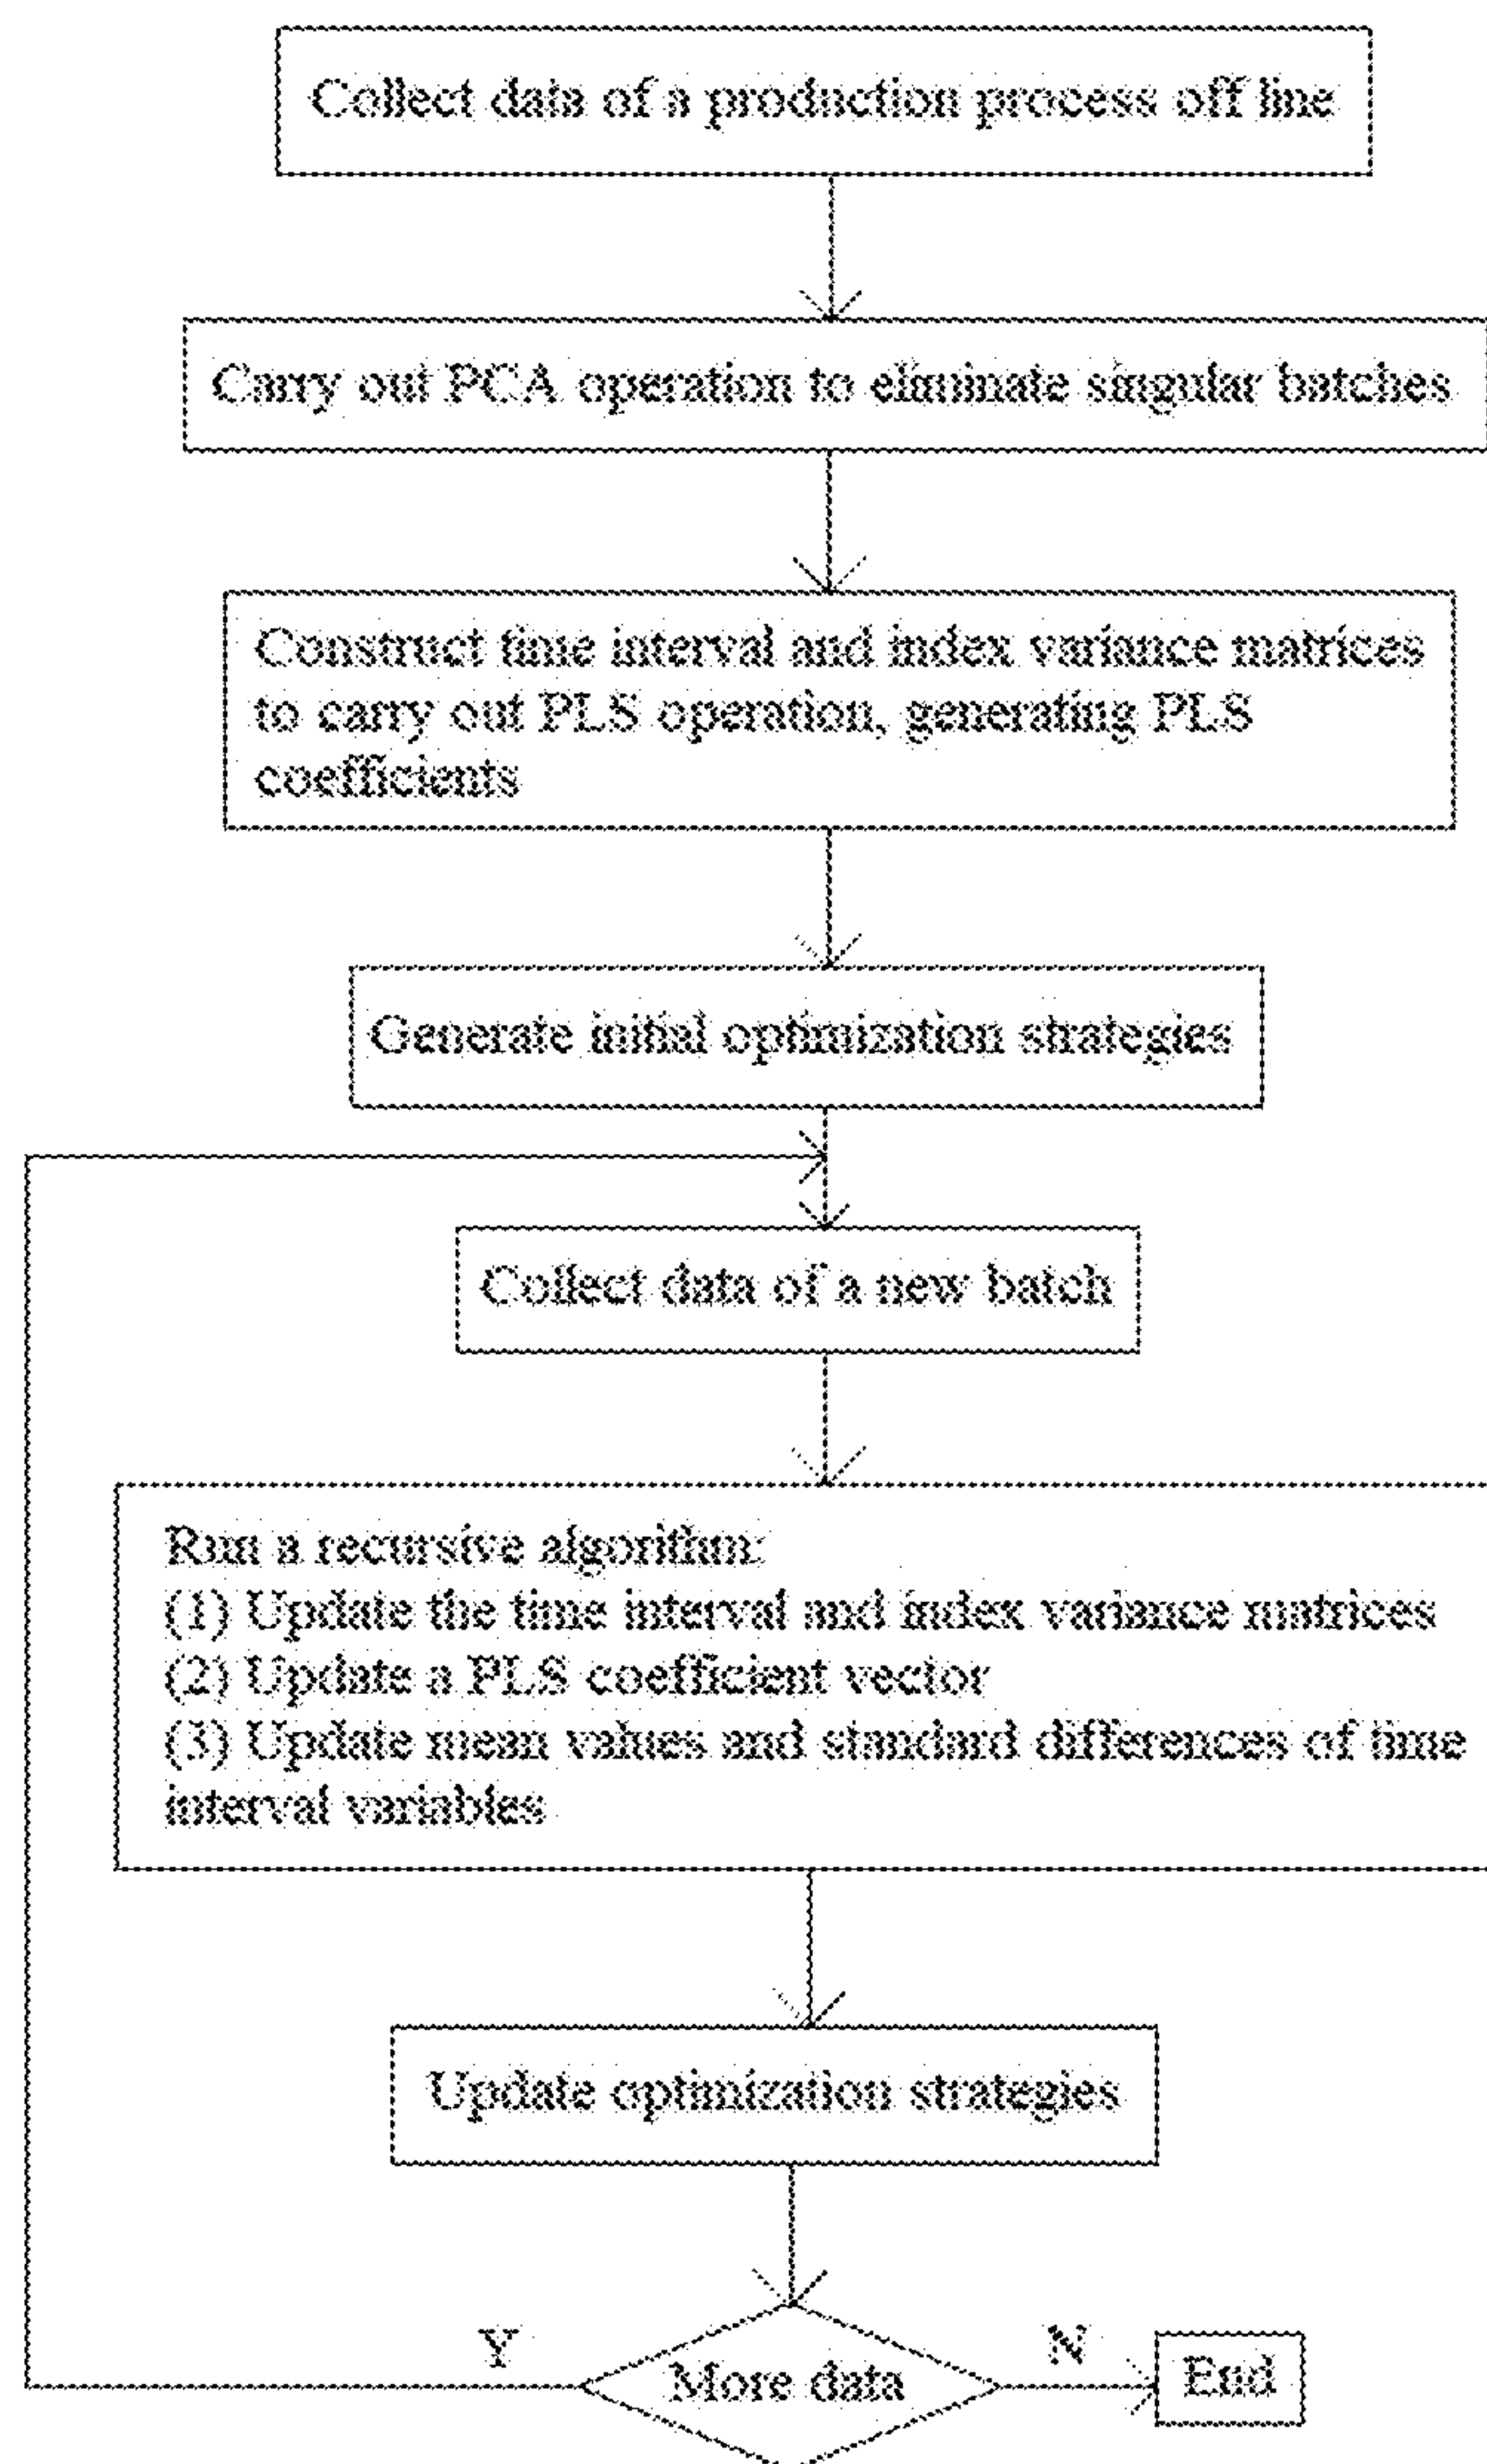 Collect data of a production process off line
Carry out PCA operation to eliminate singular batches
Construct time interval and index variance matrices
to carry out PLS operation, generating PLS
coefficients
Generate initial optimization strategies
Collect data of a new batch
Run a recursive algorithm:
(1) Update the time interval and index variance matrices
(2) Update a PLS coefficient vector
(3) Update mean values and standard differences of time
interval variables
Update optimization strategies
Y
N
More data
End